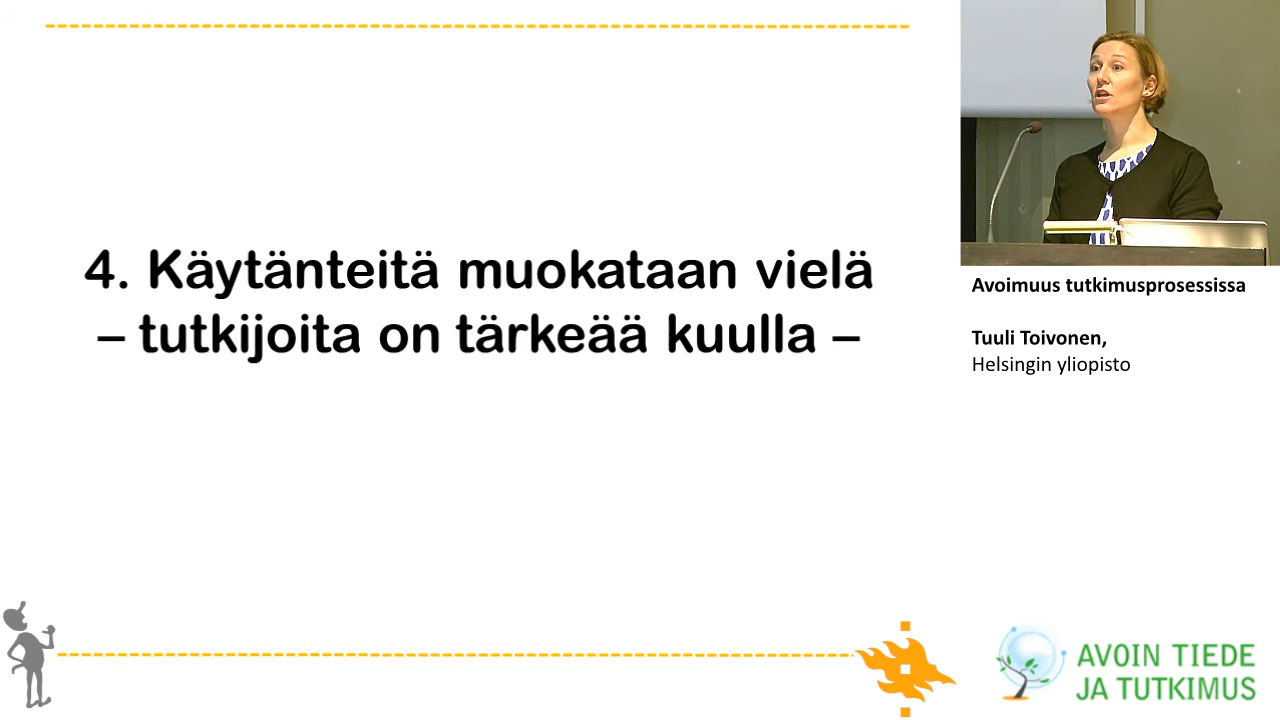 4. Käytänteitä muokataan vielä
– tutkijoita on tärkeää kuulla –
Avoimuus tutkimusprosessissa
Tuuli Toivonen,
Helsingin yliopisto
AVOIN TIEDE
JA TUTKIMUS